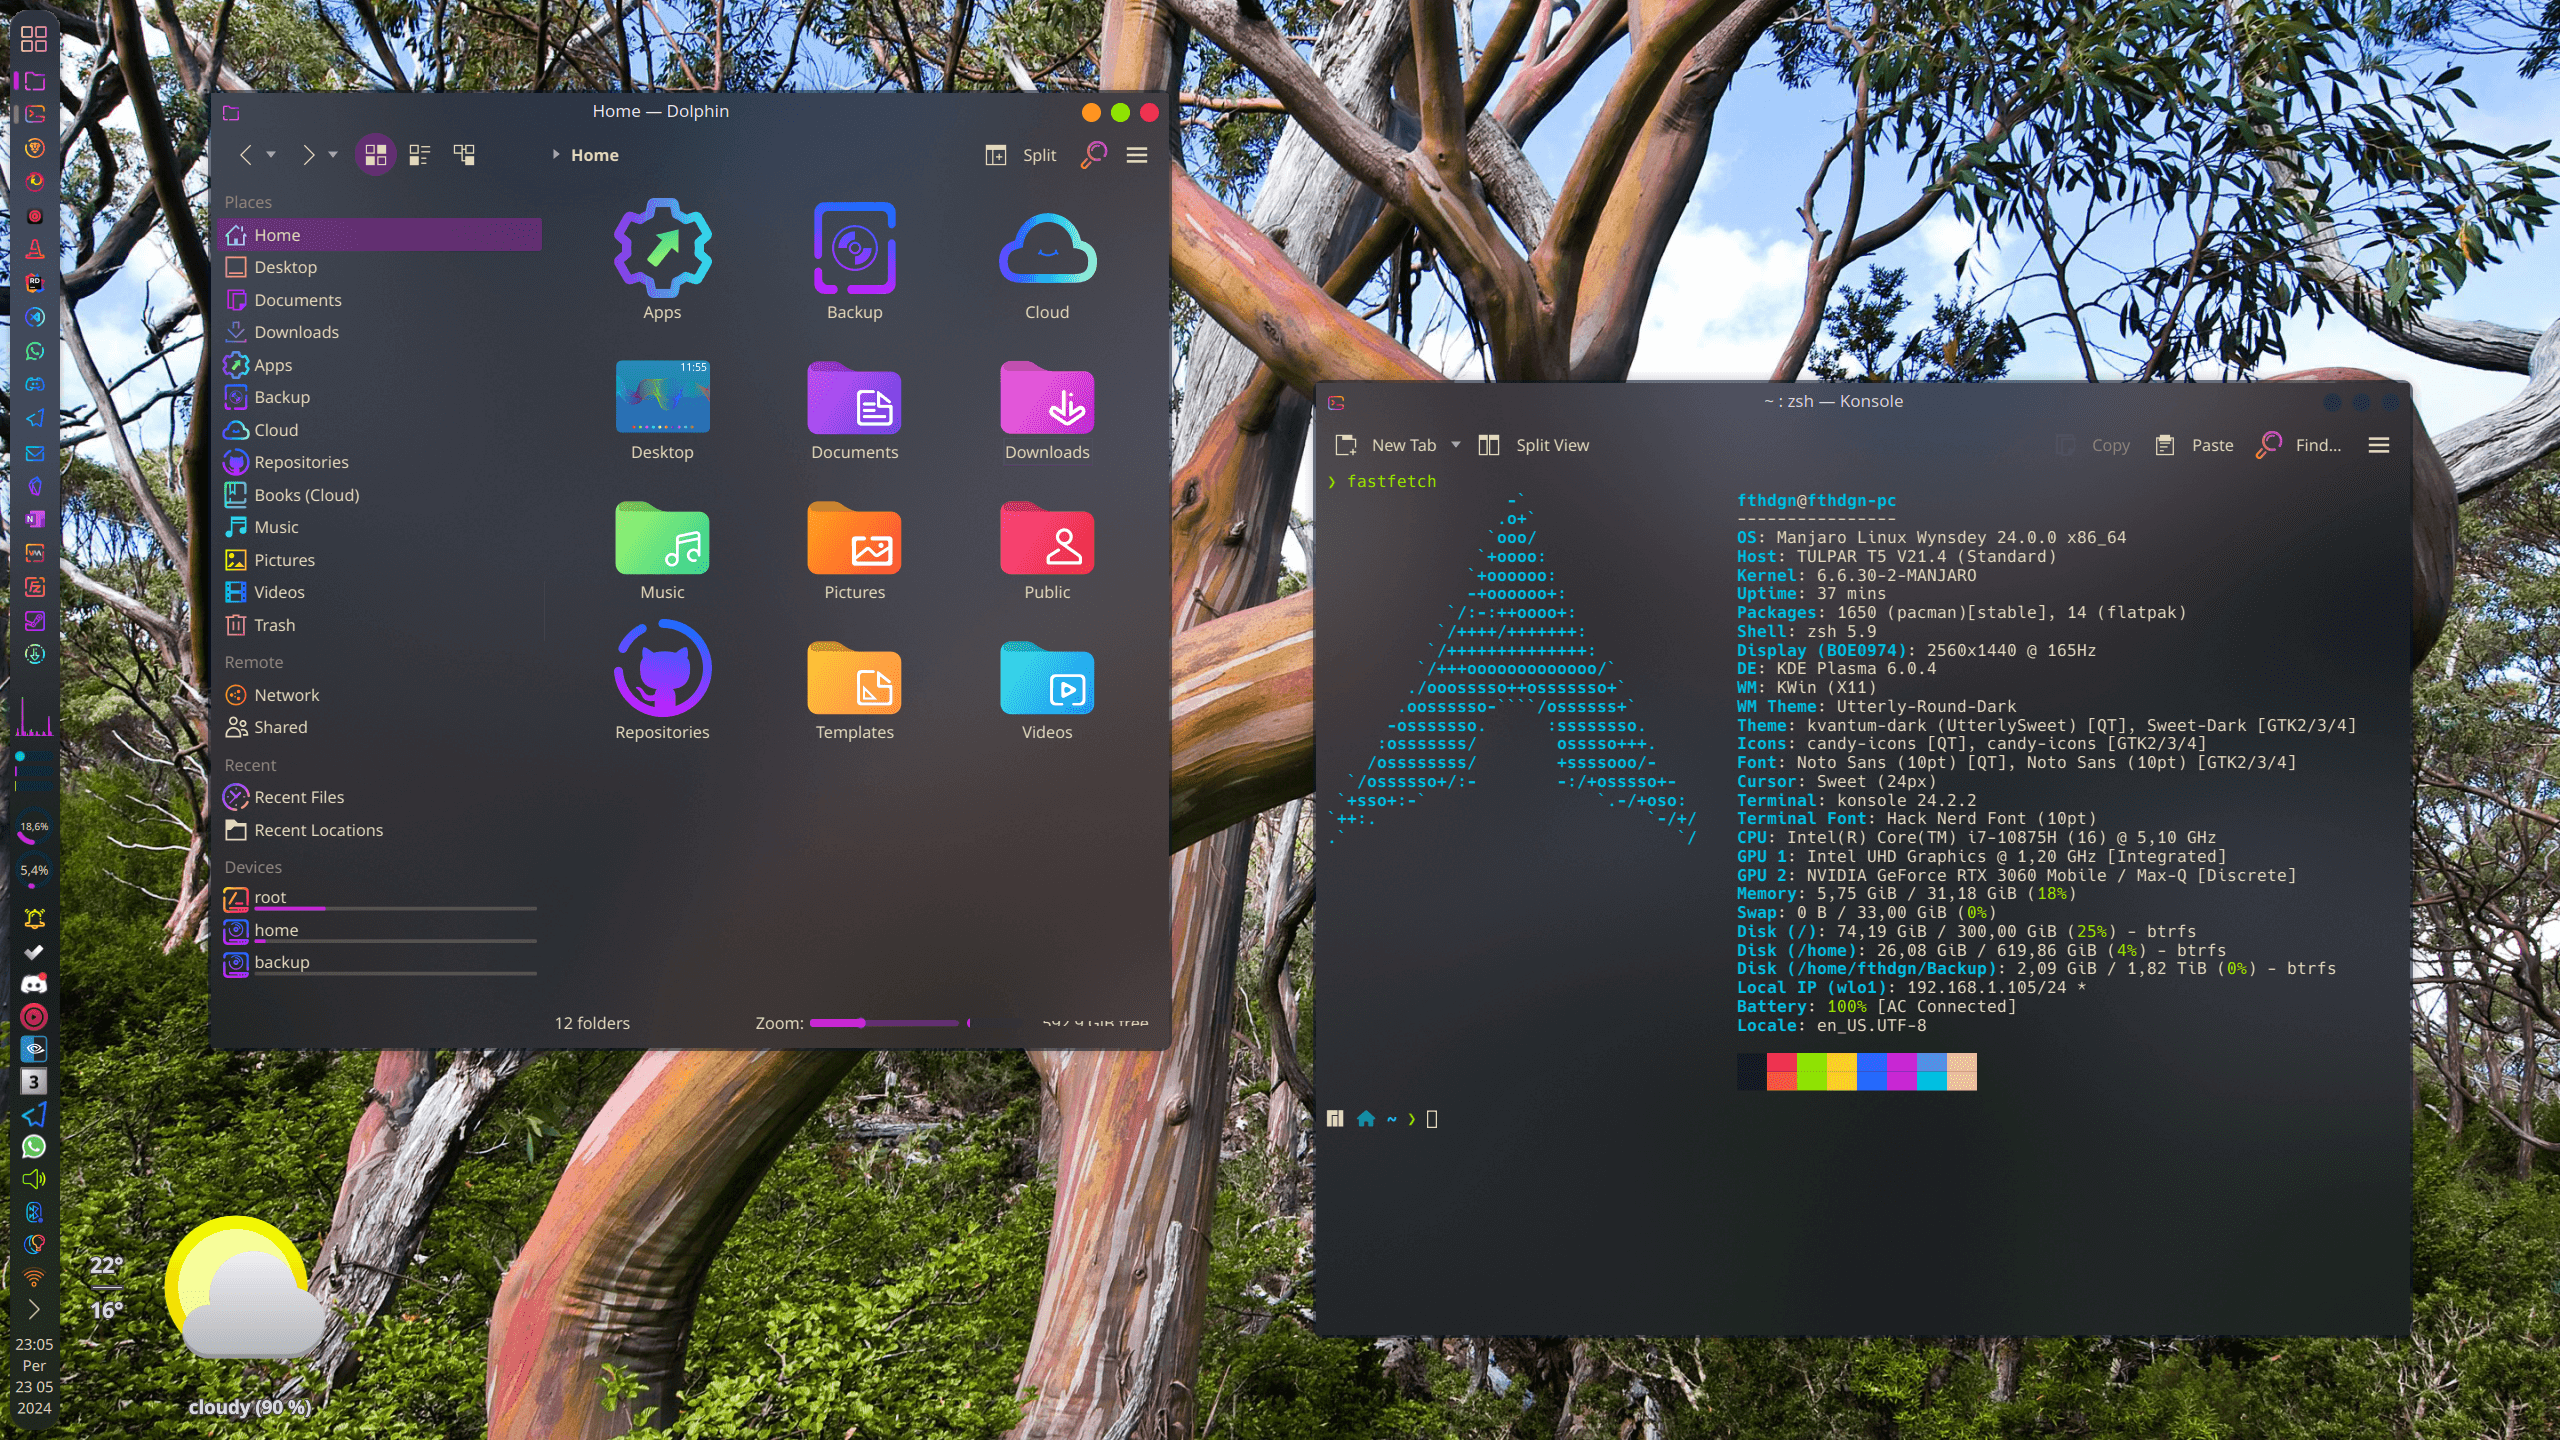 Home — Dolphin
Home
Split
Places
Home
Desktop
Documents
Downloads
Apps
Backup
Cloud
Repositories
Books (Cloud)
Music
Pictures
Videos
Trash
Remote
Network
Shared
Recent
Recent Files
Recent Locations
Devices
root
home
backup
Apps
Backup
Cloud
11:55
Desktop
Documents
Downloads
Music
Pictures
Public
Repositories
Templates
Videos
12 folders
Zoom:
592,9 GiB free
~ : zsh — Konsole
New Tab
Split View
Copy
Paste
Find...
❯ fastfetch
fthdgn@fthdgn-pc
----------------
OS: Manjaro Linux Wynsdey 24.0.0 x86_64
Host: TULPAR T5 V21.4 (Standard)
Kernel: 6.6.30-2-MANJARO
Uptime: 37 mins
Packages: 1650 (pacman)[stable], 14 (flatpak)
Shell: zsh 5.9
Display (BOE0974): 2560x1440 @ 165Hz
DE: KDE Plasma 6.0.4
WM: KWin (X11)
WM Theme: Utterly-Round-Dark
Theme: kvantum-dark (UtterlySweet) [QT], Sweet-Dark [GTK2/3/4]
Icons: candy-icons [QT], candy-icons [GTK2/3/4]
Font: Noto Sans (10pt) [QT], Noto Sans (10pt) [GTK2/3/4]
Cursor: Sweet (24px)
Terminal: konsole 24.2.2
Terminal Font: Hack Nerd Font (10pt)
CPU: Intel(R) Core(TM) i7-10875H (16) @ 5,10 GHz
GPU 1: Intel UHD Graphics @ 1,20 GHz [Integrated]
GPU 2: NVIDIA GeForce RTX 3060 Mobile / Max-Q [Discrete]
Memory: 5,75 GiB / 31,18 GiB (18%)
Swap: 0 B / 33,00 GiB (0%)
Disk (/): 74,19 GiB / 300,00 GiB (25%) - btrfs
Disk (/home): 26,08 GiB / 619,86 GiB (4%) - btrfs
Disk (/home/fthdgn/Backup): 2,09 GiB / 1,82 TiB (0%) - btrfs
Local IP (wlo1): 192.168.1.105/24 *
Battery: 100% [AC Connected]
Locale: en_US.UTF-8
~ ❯
RD
N
FZ
18,6%
5,4%
3
23:05
Per
23 05
2024
22°
16°
cloudy (90 %)